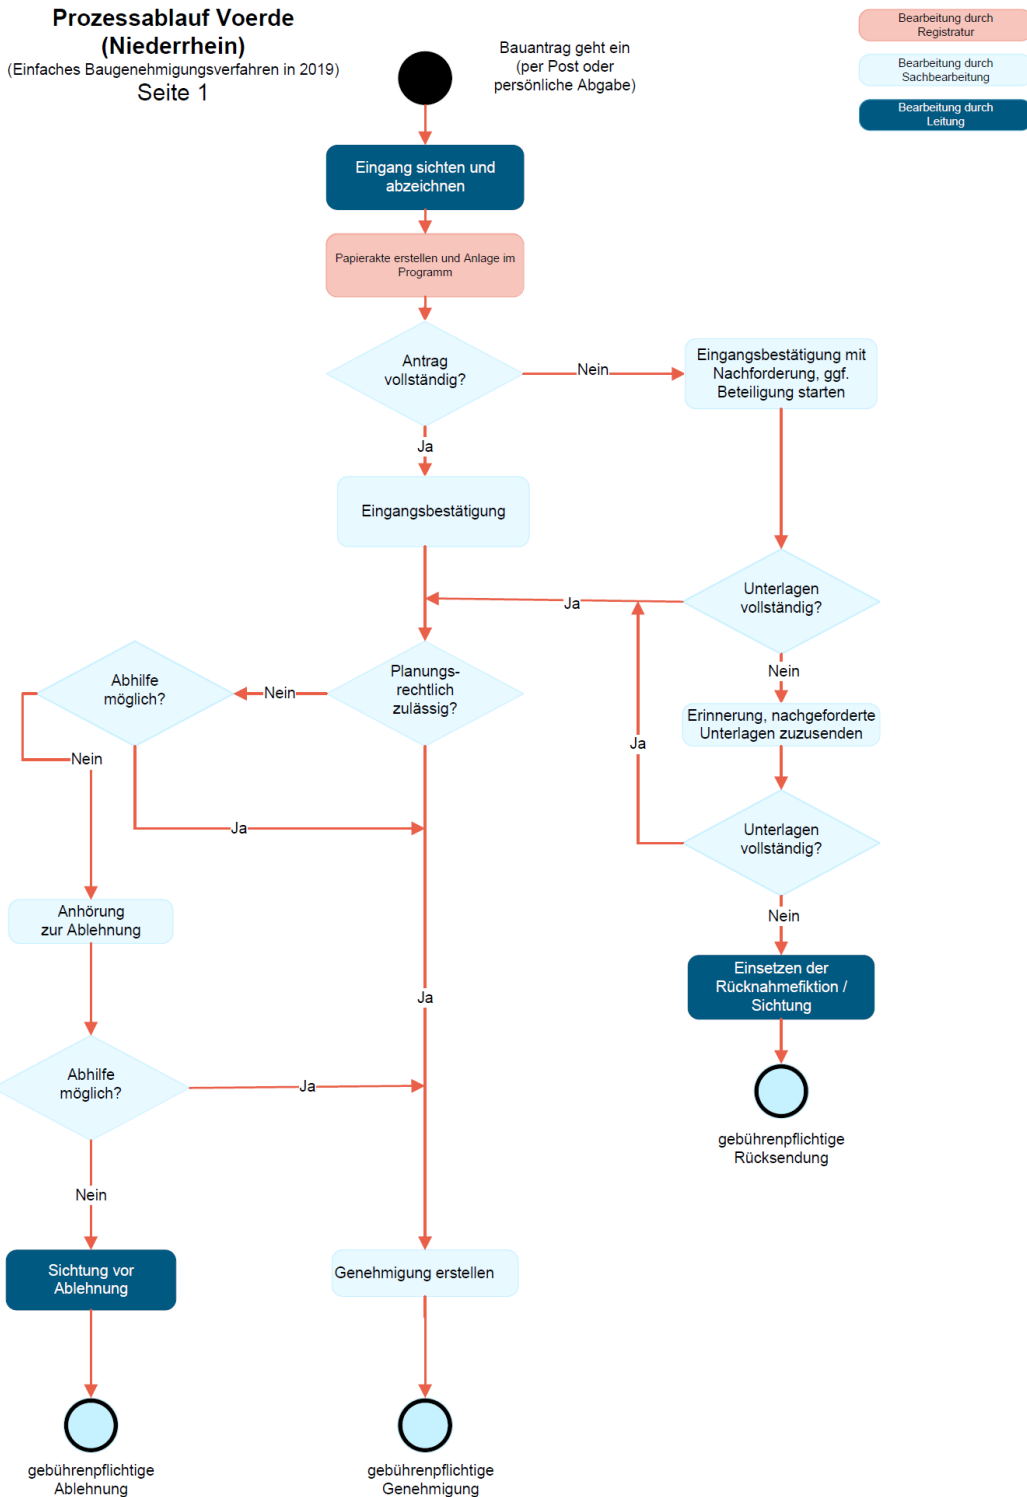 Prozessablauf Voerde
(Niederrhein)
(Einfaches Baugenehmigungsverfahren in 2019)
Seite 1
Bauantrag geht ein
(per Post oder
persönliche Abgabe)
Bearbeitung durch
Registratur
Bearbeitung durch
Sachbearbeitung
Bearbeitung durch
Leitung
Eingang sichten und
abzeichnen
Papierakte erstellen und Anlage im
Programm
Antrag
vollständig?
Nein
Eingangsbestätigung mit
Nachforderung, ggf.
Beteiligung starten
Ja
Eingangsbestätigung
Unterlagen
vollständig?
Ja
Nein
Planungs-
rechtlich
zulässig?
Nein
Abhilfe
möglich?
Erinnerung, nachgeforderte
Unterlagen zuzusenden
Ja
Nein
Ja
Unterlagen
vollständig?
Nein
Anhörung
zur Ablehnung
Einsetzen der
Rücknahmefiktion /
Sichtung
Ja
Abhilfe
möglich?
Ja
gebührenpflichtige
Rücksendung
Nein
Sichtung vor
Ablehnung
Genehmigung erstellen
gebührenpflichtige
Ablehnung
gebührenpflichtige
Genehmigung